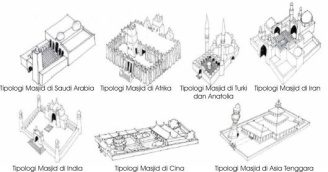 Tipologi Masjid di Saudi Arabia
Tipologi Masjid di Afrika
Tipologi Masjid di Turki
dan Anatolia
Tipologi Masjid di Iran
Tipologi Masjid di India
Tipologi Masjid di Cina
Tipologi Masjid di Asia Tenggara